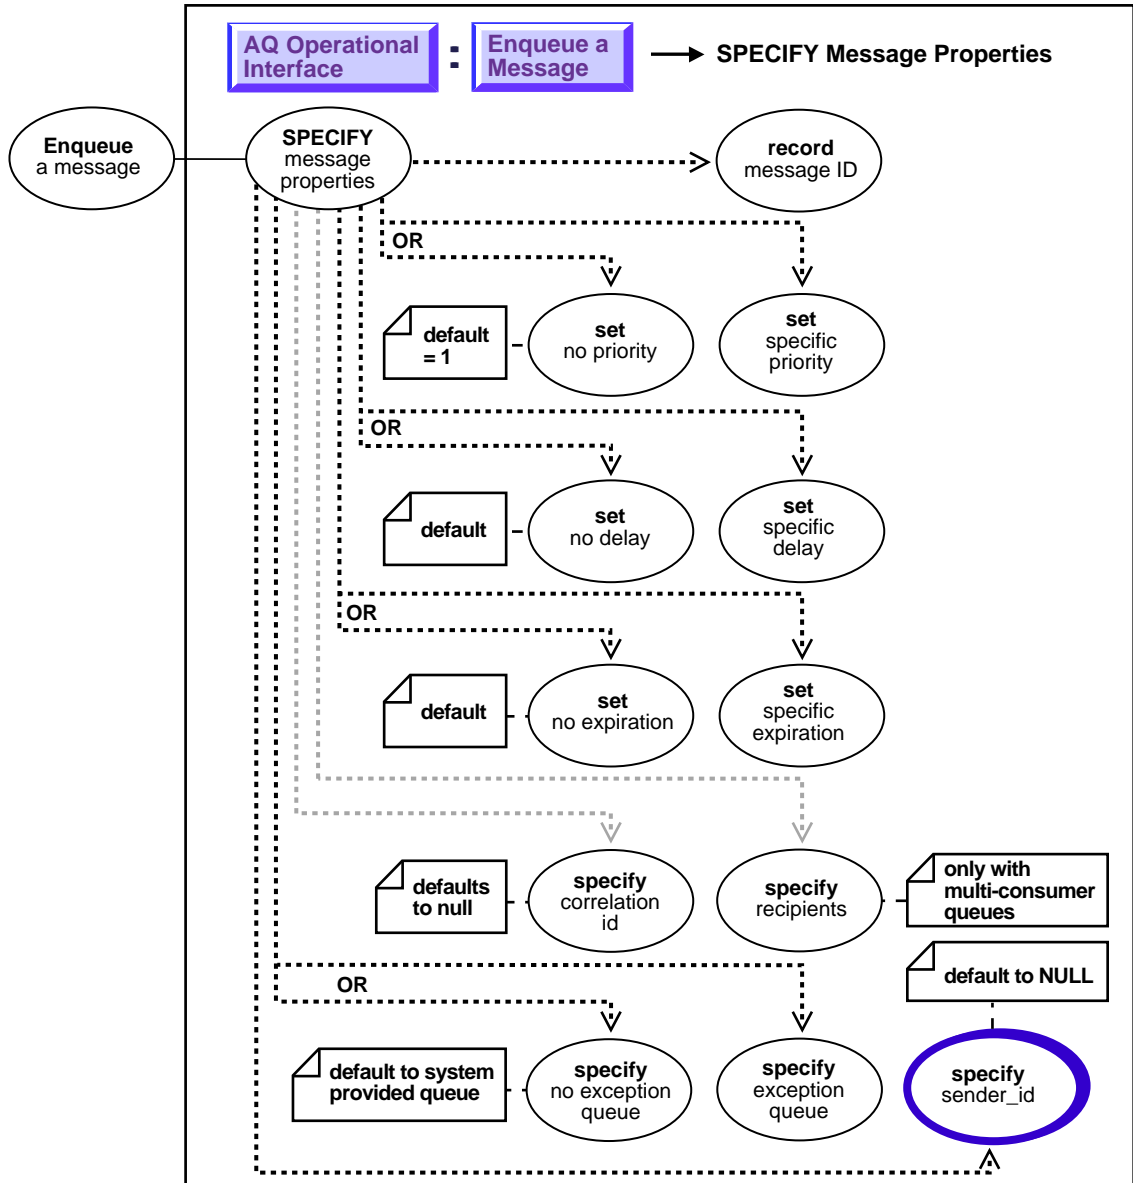 AQ Operational
Interface
:
Enqueue a
Message
SPECIFY Message Properties
Enqueue
a message
SPECIFY
message
properties
record
message ID
OR
default
= 1
set
no priority
set
specific
priority
OR
default
set
no delay
set
specific
delay
OR
default
set
no expiration
set
specific
expiration
defaults
to null
specify
correlation
id
specify
recipients
only with
multi-consumer
queues
default to NULL
OR
default to system
provided queue
specify
no exception
queue
specify
exception
queue
specify
sender_id